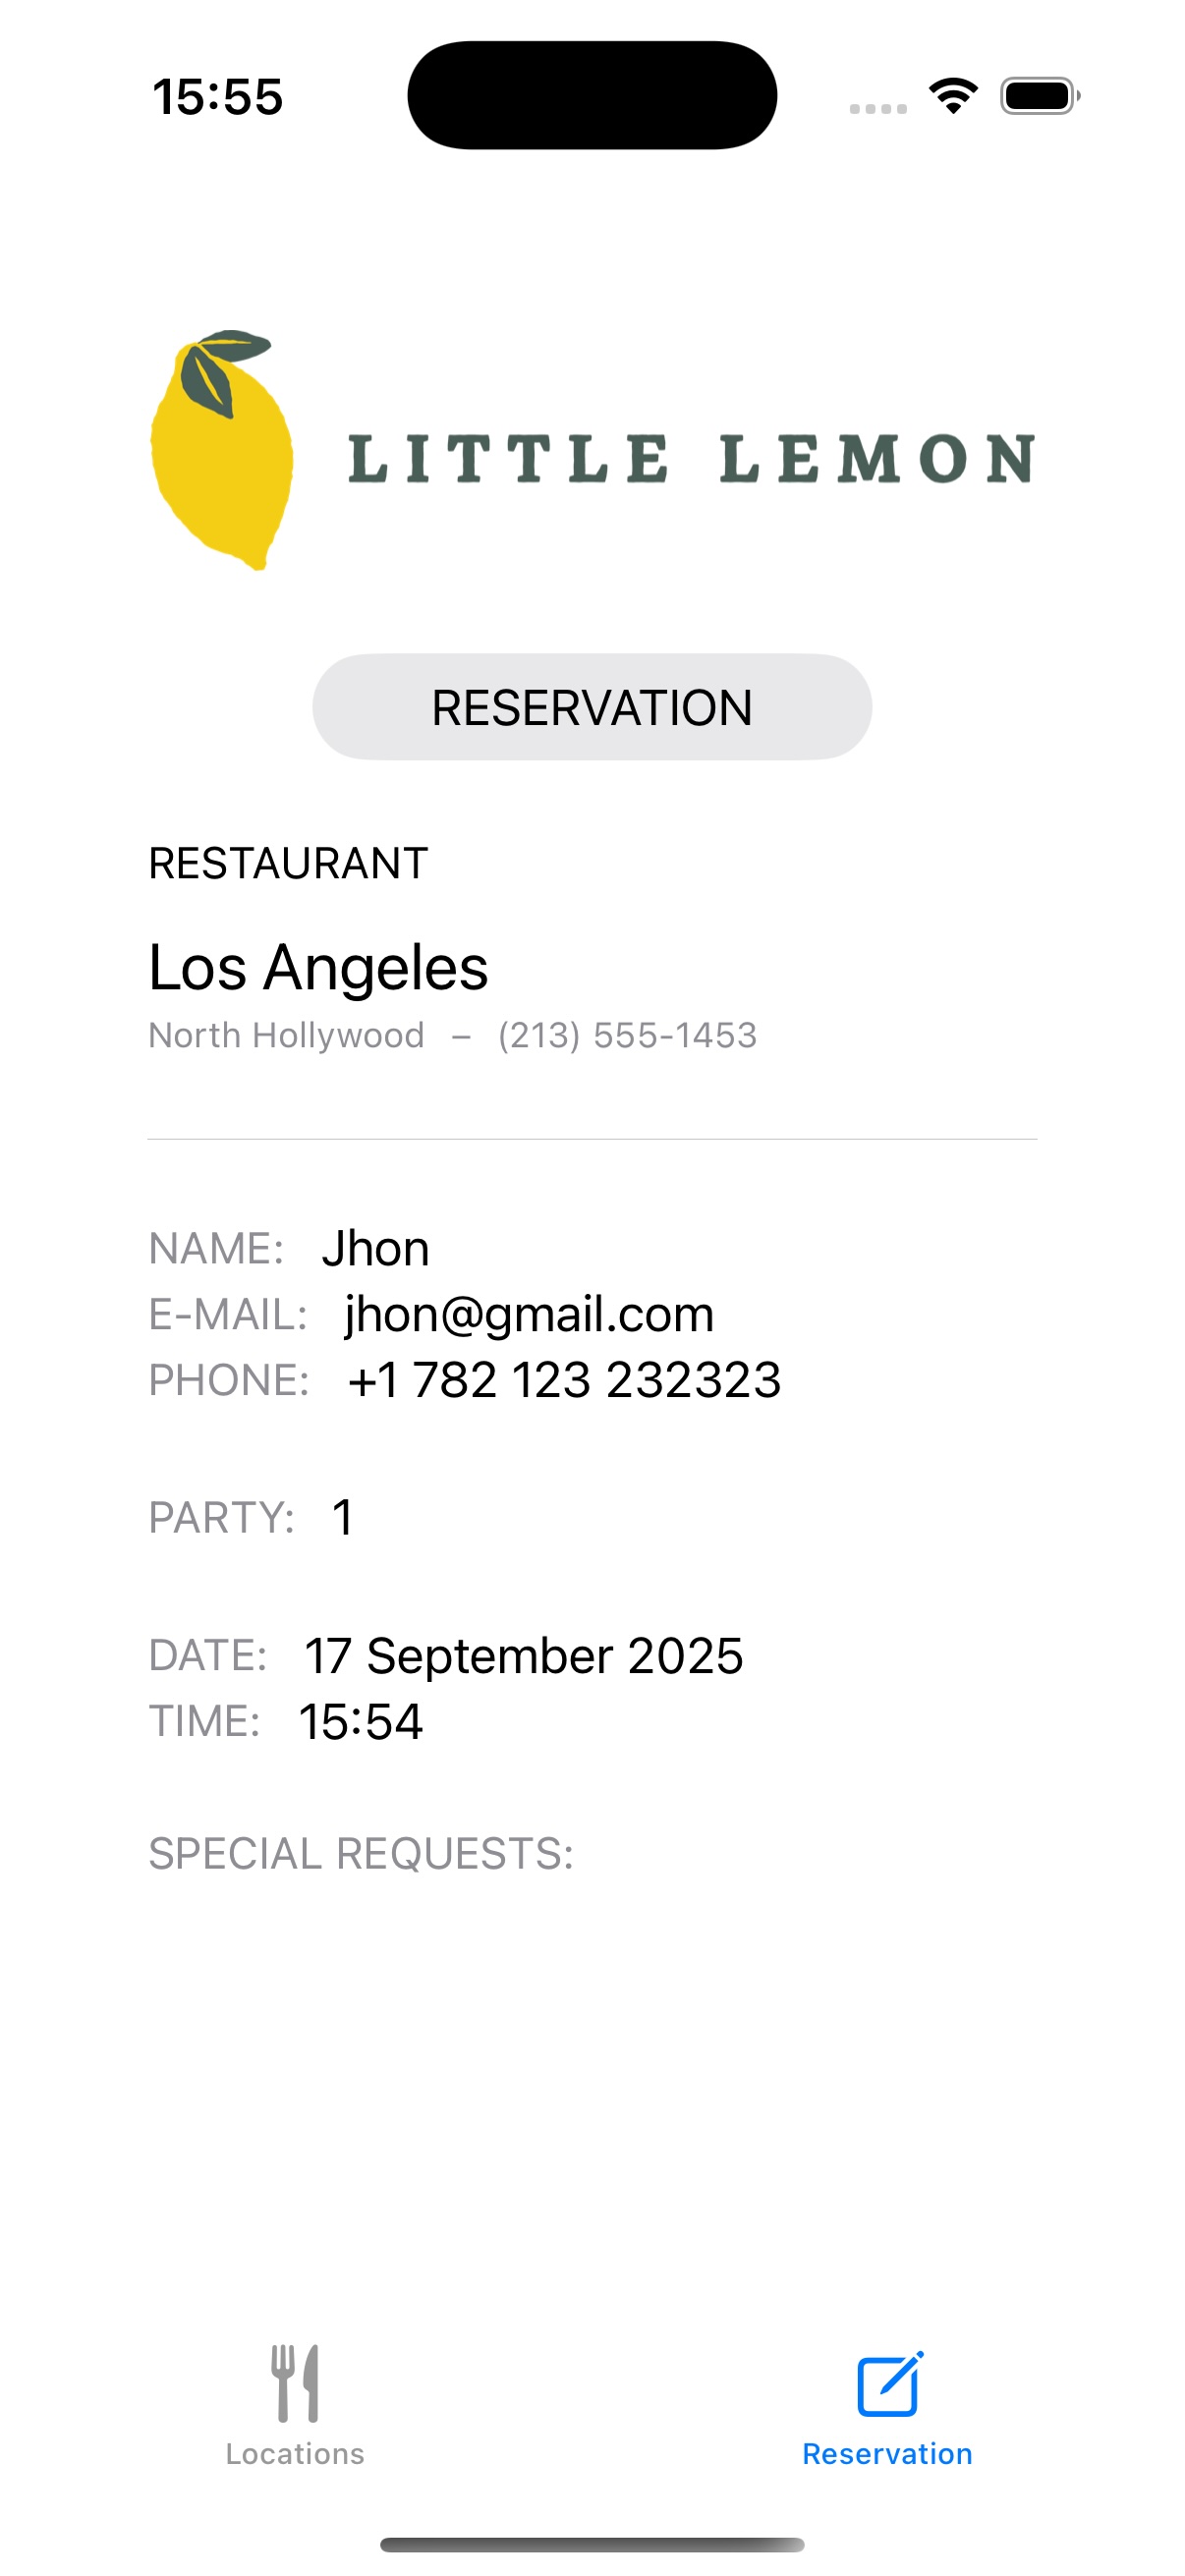 15:55
LITTLE LEMON
RESERVATION
RESTAURANT
Los Angeles
North Hollywood – (213) 555-1453
NAME: Jhon
E-MAIL: jhon@gmail.com
PHONE: +1 782 123 232323
PARTY: 1
DATE: 17 September 2025
TIME: 15:54
SPECIAL REQUESTS:
Locations
Reservation